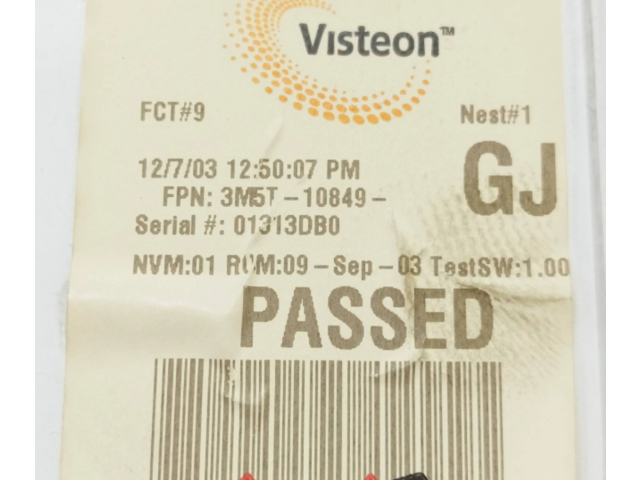 Visteon™
FCT#9 Nest#1
12/7/03 12:50:07 PM GJ
FPN: 3M5T-10849-
Serial #: 01313DB0
NVM:01 ROM:09-Sep-03 TestSW:1.00
PASSED